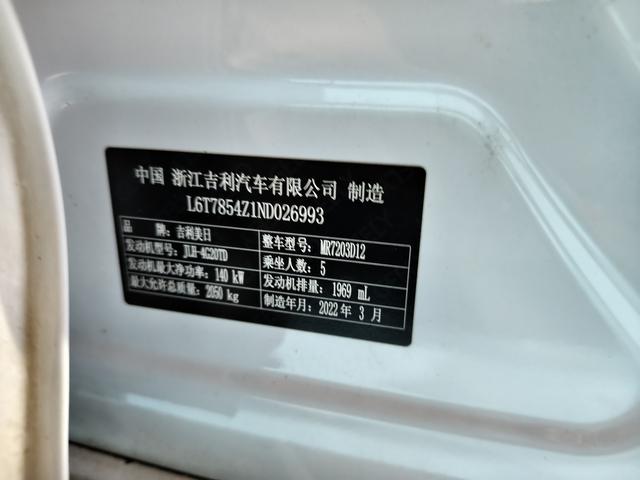 中国 浙江吉利汽车有限公司 制造
L6T7854Z1ND026993
品 牌：吉利美日 整车型号：MR7203D12
发动机型号：JLH-4G20TD 乘坐人数：5
发动机最大净功率：140 kW 发动机排量：1969 mL
最大允许总质量：2050 kg 制造年月：2022 年 3 月